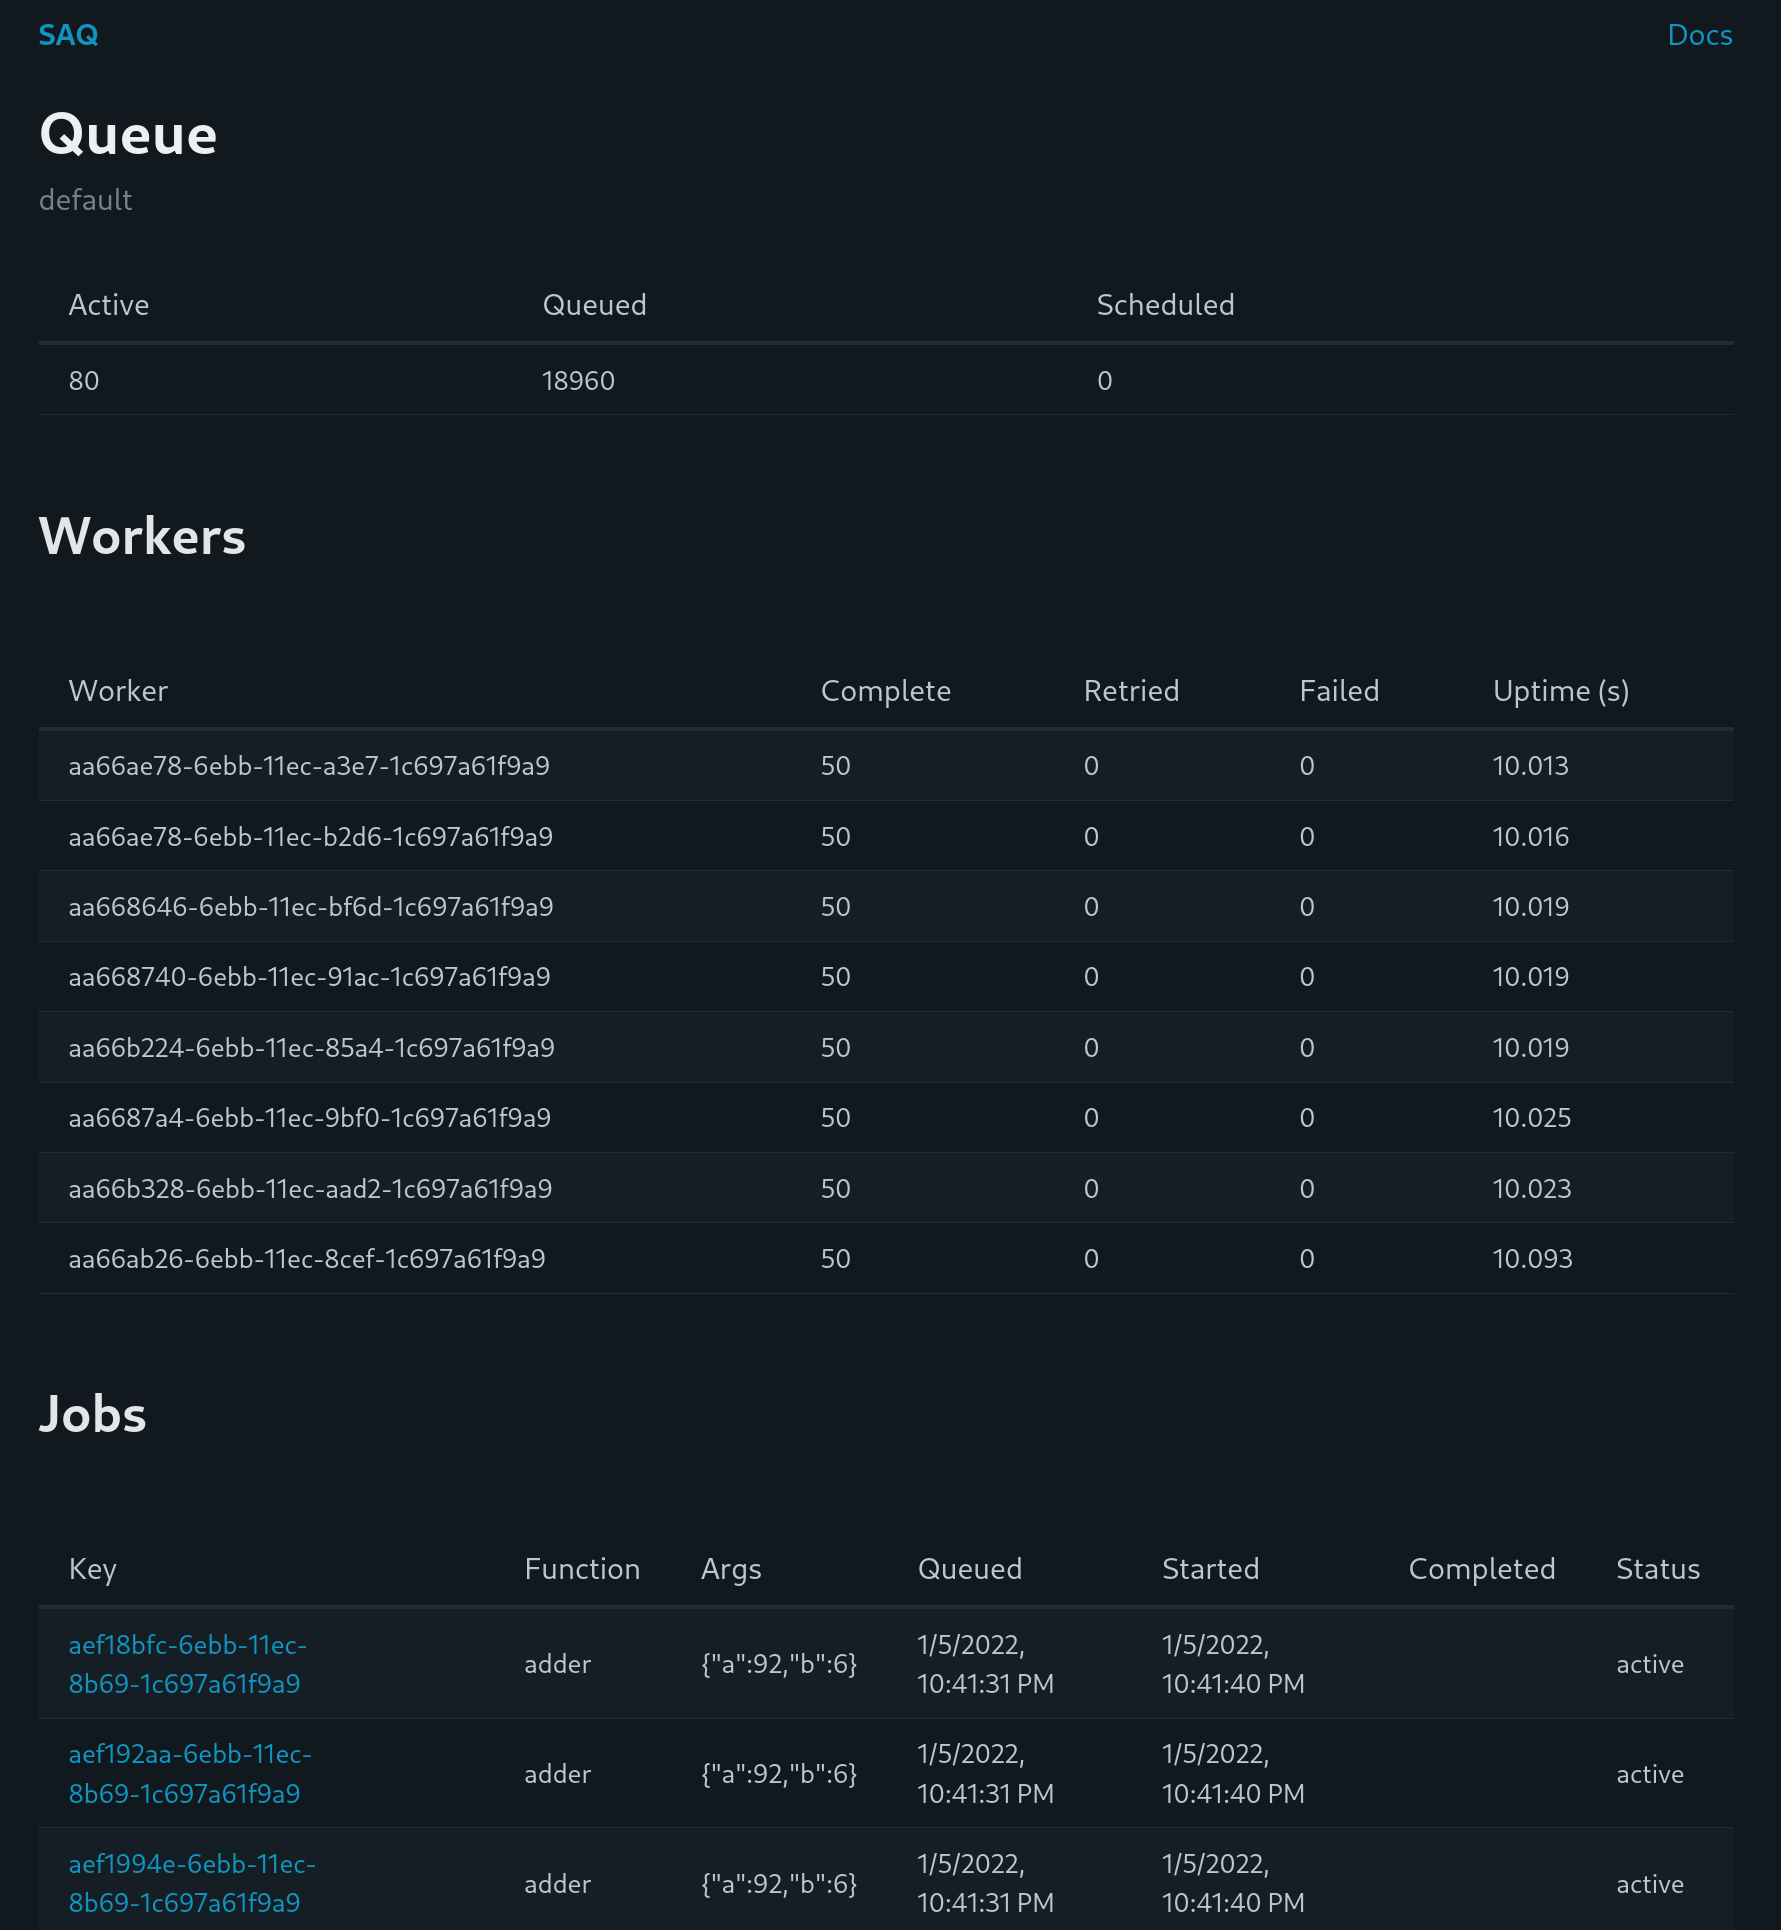 SAQ Docs
Queue
default
Active Queued Scheduled
80 18960 0
Workers
Worker Complete Retried Failed Uptime (s)
aa66ae78-6ebb-11ec-a3e7-1c697a61f9a9 50 0 0 10.013
aa66ae78-6ebb-11ec-b2d6-1c697a61f9a9 50 0 0 10.016
aa668646-6ebb-11ec-bf6d-1c697a61f9a9 50 0 0 10.019
aa668740-6ebb-11ec-91ac-1c697a61f9a9 50 0 0 10.019
aa66b224-6ebb-11ec-85a4-1c697a61f9a9 50 0 0 10.019
aa6687a4-6ebb-11ec-9bf0-1c697a61f9a9 50 0 0 10.025
aa66b328-6ebb-11ec-aad2-1c697a61f9a9 50 0 0 10.023
aa66ab26-6ebb-11ec-8cef-1c697a61f9a9 50 0 0 10.093
Jobs
Key Function Args Queued Started Completed Status
aef18bfc-6ebb-11ec-
8b69-1c697a61f9a9
adder
{"a":92,"b":6}
1/5/2022,
10:41:31 PM
1/5/2022,
10:41:40 PM
active
aef192aa-6ebb-11ec-
8b69-1c697a61f9a9
adder
{"a":92,"b":6}
1/5/2022,
10:41:31 PM
1/5/2022,
10:41:40 PM
active
aef1994e-6ebb-11ec-
8b69-1c697a61f9a9
adder
{"a":92,"b":6}
1/5/2022,
10:41:31 PM
1/5/2022,
10:41:40 PM
active